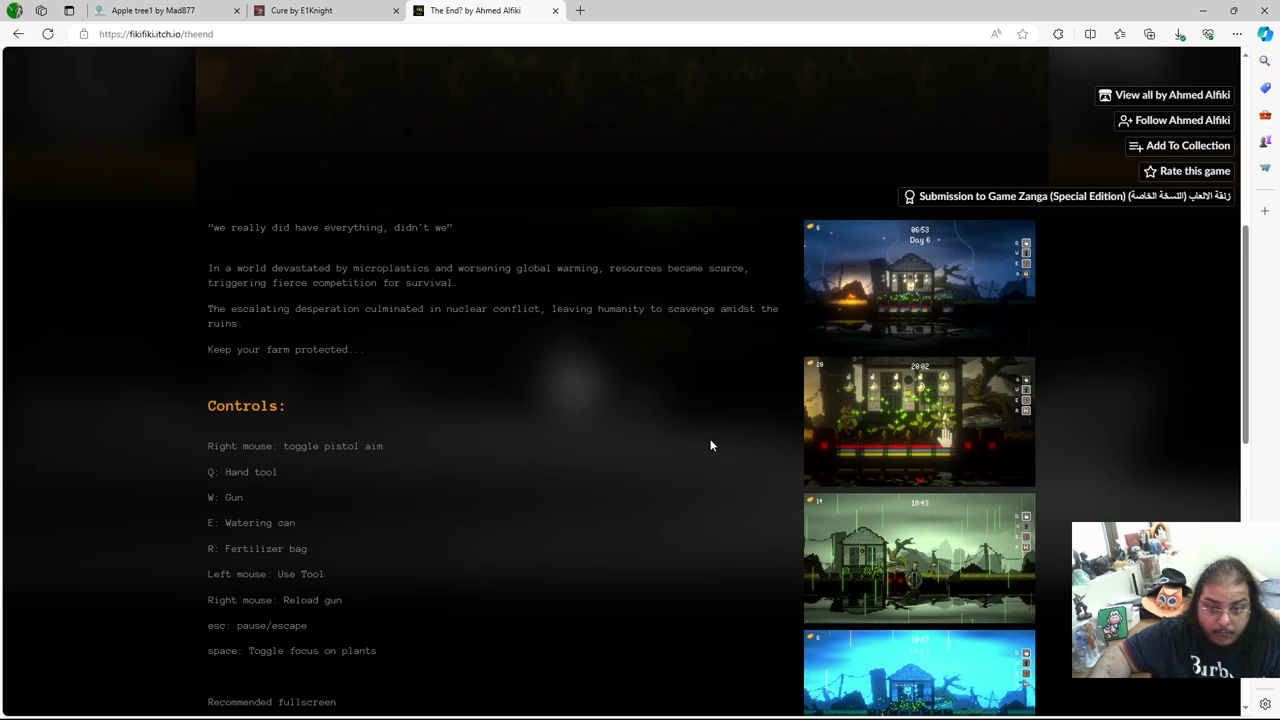 Apple tree1 by Mad877
Cure by E1Knight
The End? by Ahmed Alfiki
https://fikifiki.itch.io/theend
View all by Ahmed Alfiki
Follow Ahmed Alfiki
Add To Collection
Rate this game
Submission to Game Zanga (Special Edition) زنقة الالعاب (النسخة الخاصة)
“we really did have everything, didn't we”
In a world devastated by microplastics and worsening global warming, resources became scarce,
triggering fierce competition for survival.
The escalating desperation culminated in nuclear conflict, leaving humanity to scavenge amidst the
ruins.
Keep your farm protected...
Controls:
Right mouse: toggle pistol aim
Q: Hand tool
W: Gun
E: Watering can
R: Fertilizer bag
Left mouse: Use Tool
Right mouse: Reload gun
esc: pause/escape
space: Toggle focus on plants
Recommended fullscreen
6
06:53
Day 6
Q
W
E
R
20
20:02
Q
W
E
R
14
18:43
Q
W
E
R
6
Q
W
E